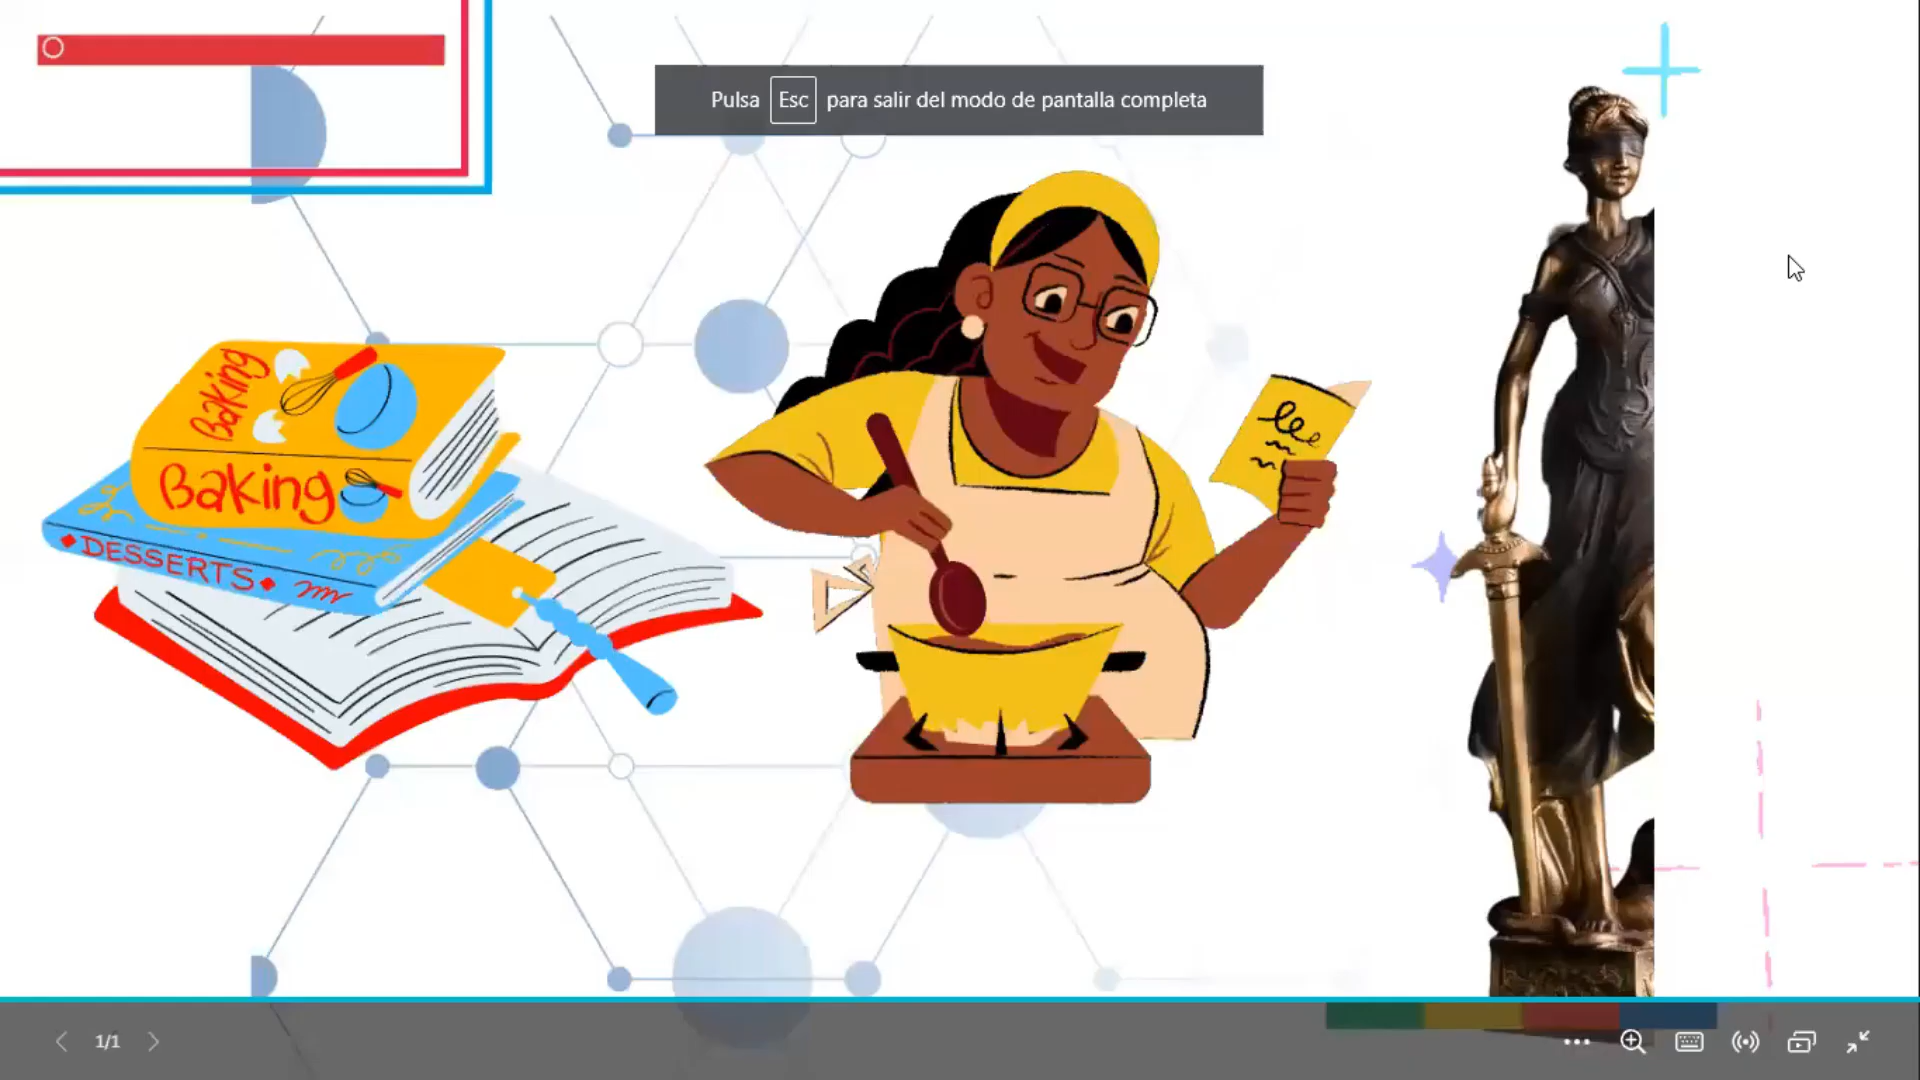 Pulsa Esc para salir del modo de pantalla completa
Baking
Baking
DESSERTS
1/1